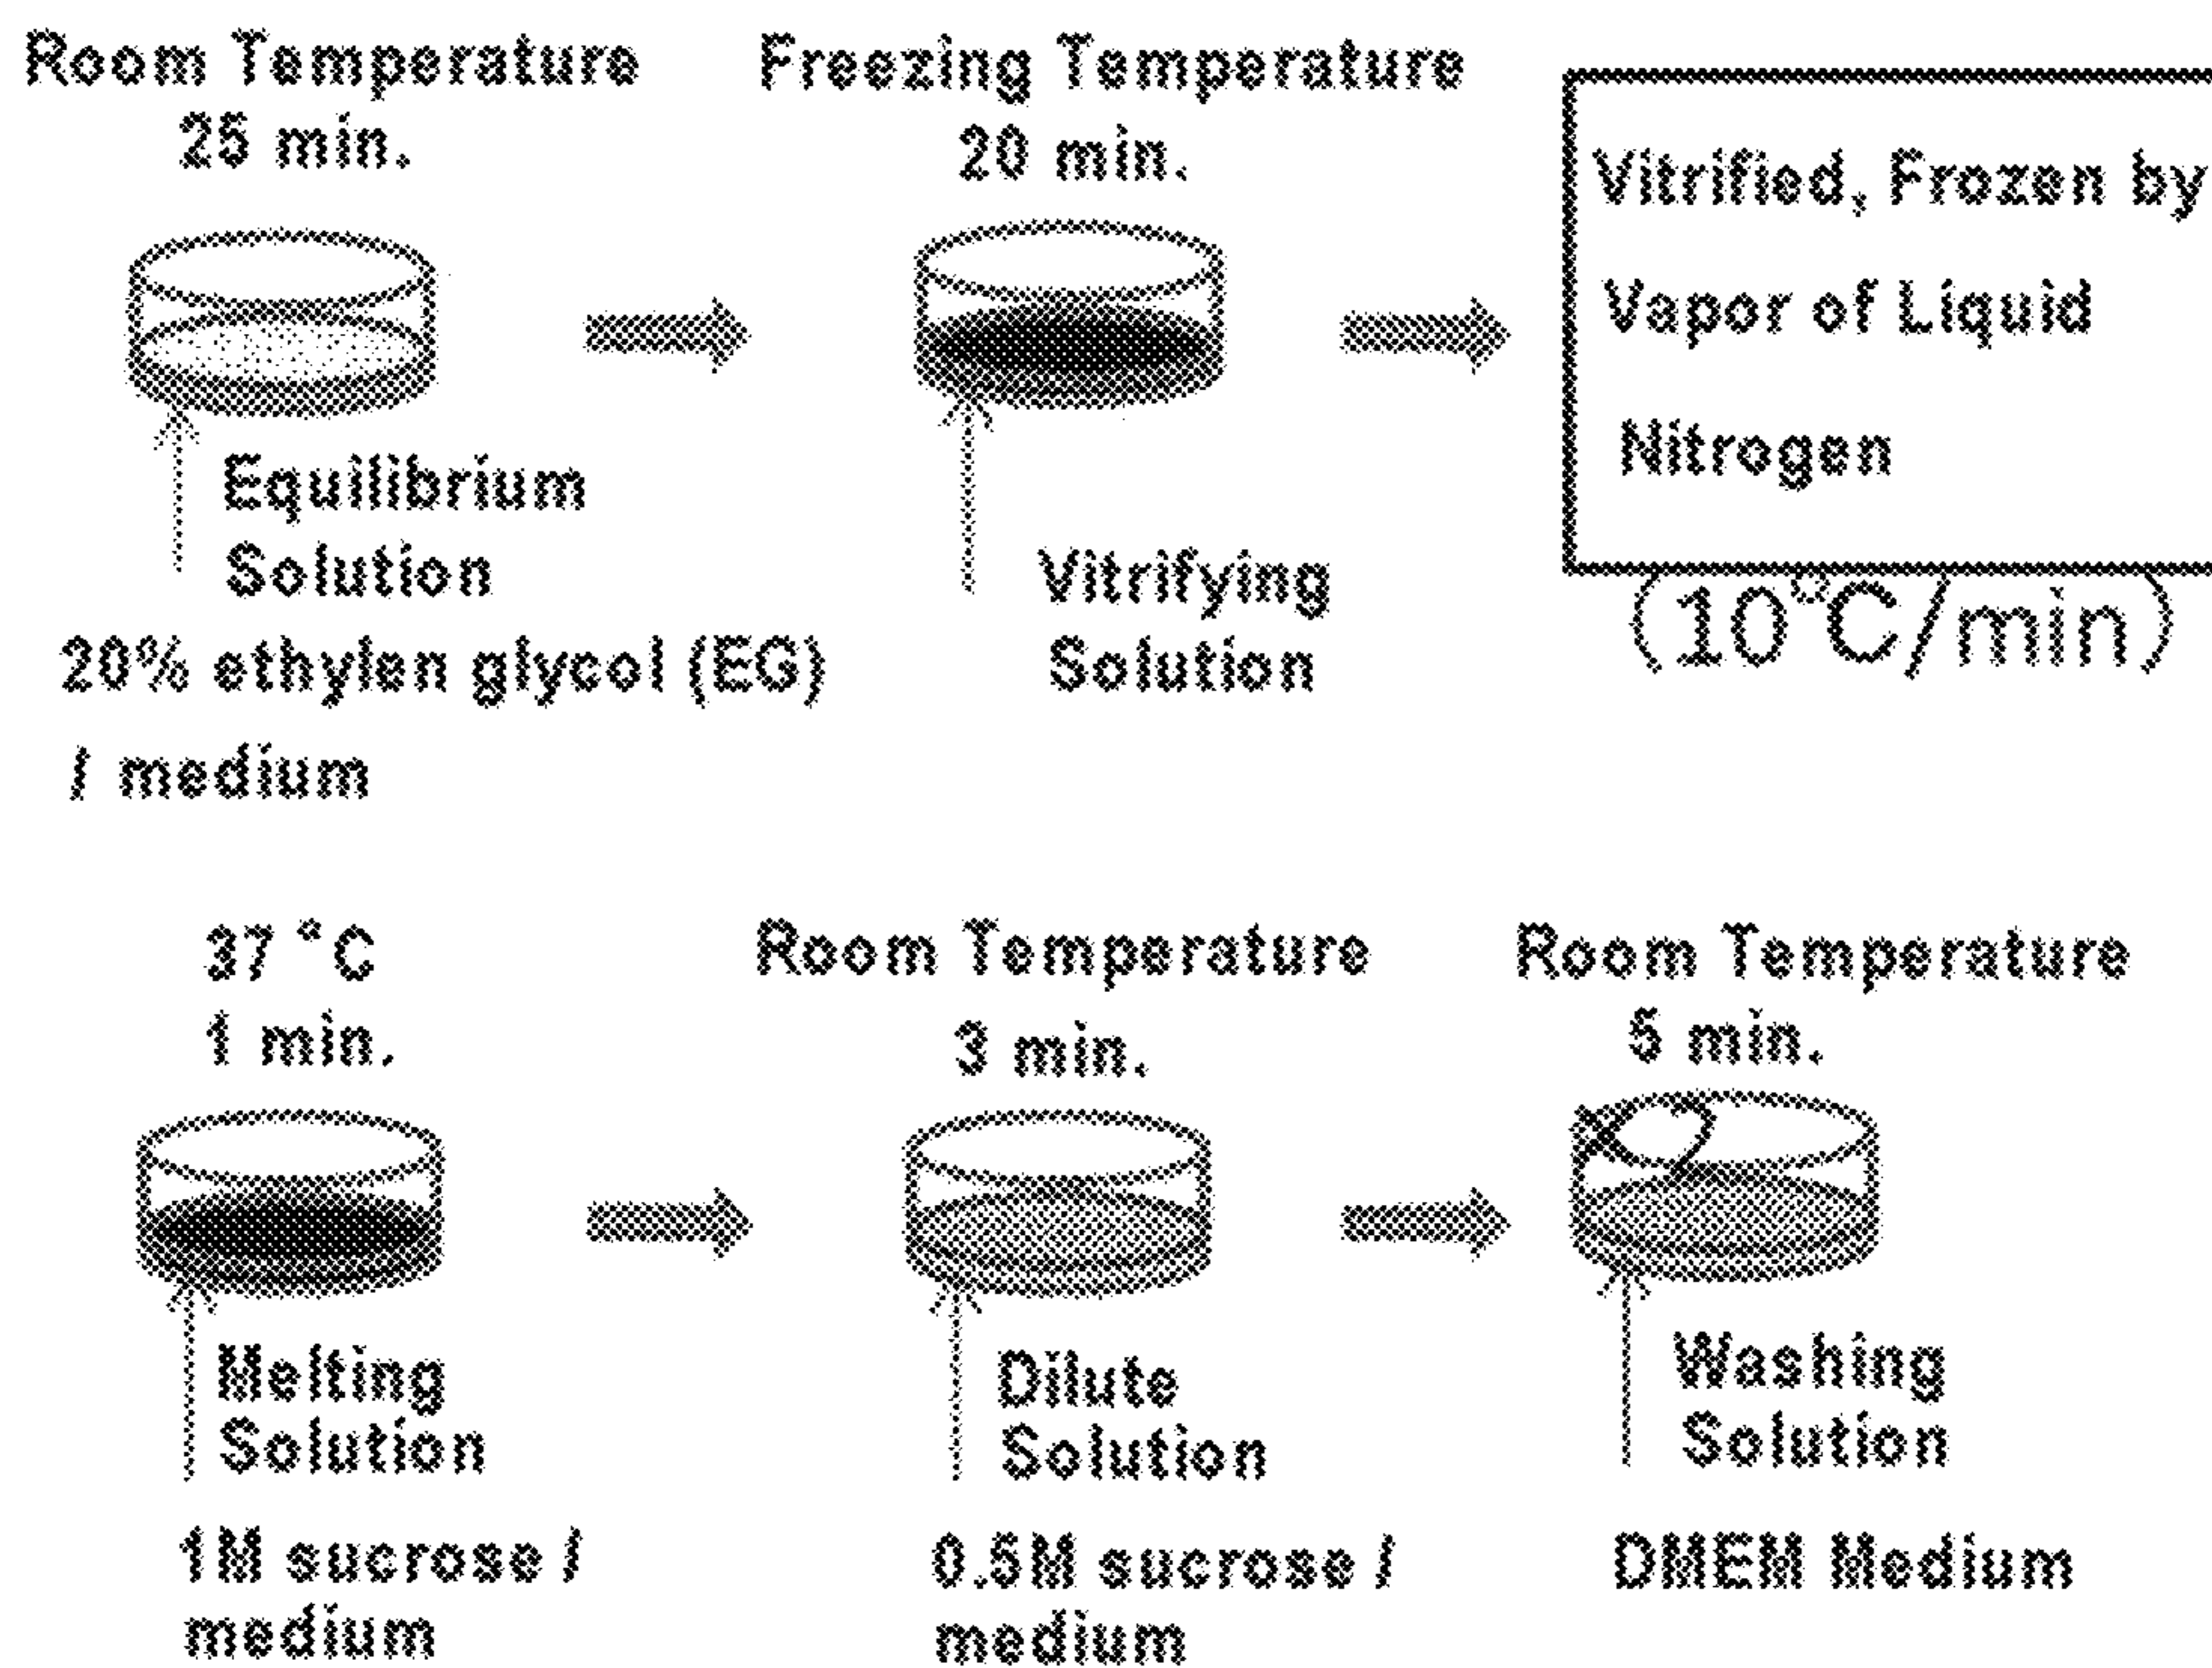 Room Temperature
25 min.
Freezing Temperature
20 min.
Vitrified, Frozen by
Vapor of Liquid
Nitrogen
(10°C/min)
Equilibrium
Solution
20% ethylen glycol (EG)
/ medium
Vitrifying
Solution
37 °C
1 min.
Room Temperature
3 min.
Room Temperature
5 min.
×2
Melting
Solution
1M sucrose /
medium
Dilute
Solution
0.5M sucrose /
medium
Washing
Solution
DMEM Medium